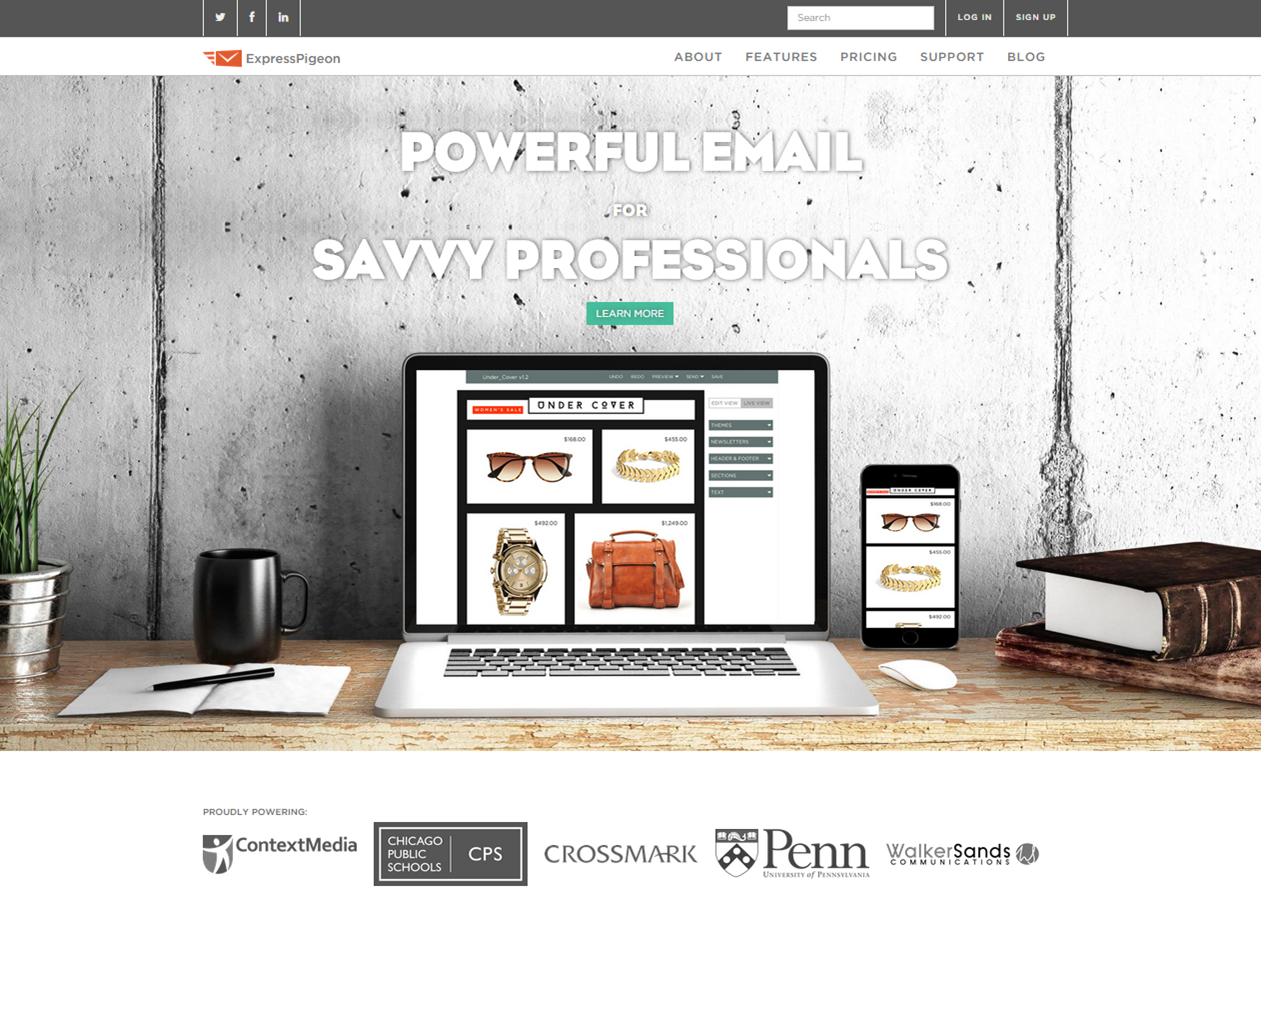 Search
LOG IN
SIGN UP
ExpressPigeon
ABOUT
FEATURES
PRICING
SUPPORT
BLOG
POWERFUL EMAIL
FOR
SAVVY PROFESSIONALS
LEARN MORE
Under_Cover v1.2
UNDO
REDO
PREVIEW
SEND
SAVE
WOMEN'S SALE
UNDER COVER
EDIT VIEW
LIVE VIEW
$168.00
$455.00
THEMES
NEWSLETTERS
HEADER & FOOTER
SECTIONS
TEXT
$492.00
$1,249.00
UNDER COVER
$168.00
$455.00
$492.00
PROUDLY POWERING:
ContextMedia
CHICAGO
PUBLIC
SCHOOLS
CPS
CROSSMARK
Penn
UNIVERSITY OF PENNSYLVANIA
WalkerSands
COMMUNICATIONS